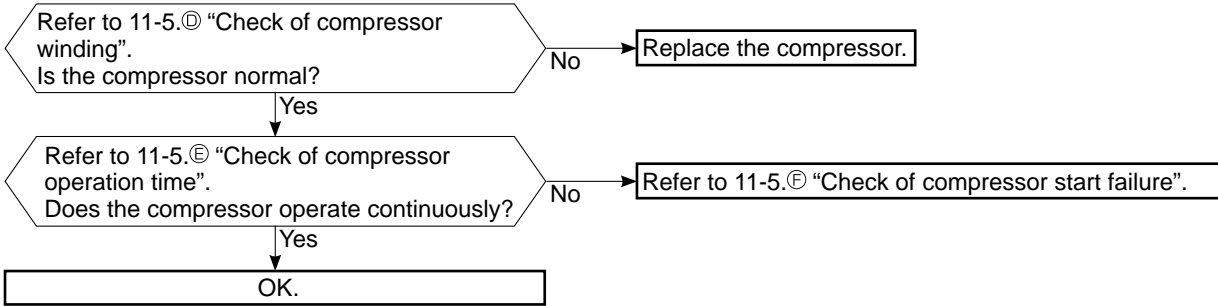 Refer to 11-5.Ⓓ “Check of compressor
winding”.
Is the compressor normal?
No
Replace the compressor.
Yes
Refer to 11-5.Ⓔ “Check of compressor
operation time”.
Does the compressor operate continuously?
No
Refer to 11-5.Ⓕ “Check of compressor start failure”.
Yes
OK.